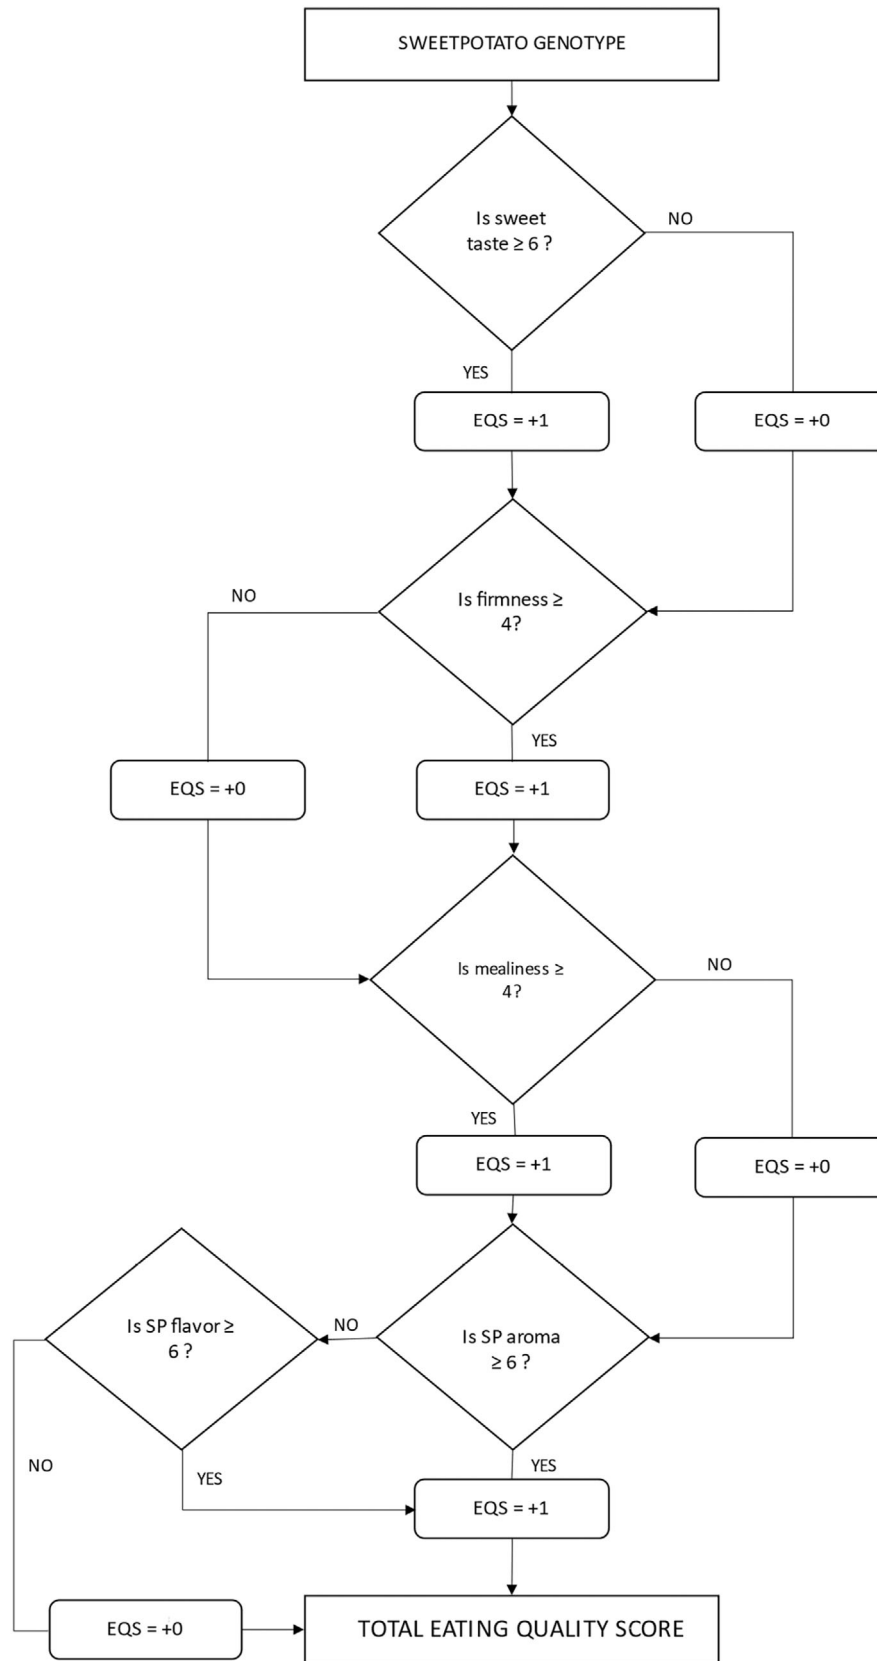 SWEETPOTATO GENOTYPE
Is sweet
taste ≥ 6 ?
NO
YES
EQS = +1
EQS = +0
NO
Is firmness ≥
4?
YES
EQS = +0
EQS = +1
Is mealiness ≥
4?
NO
YES
EQS = +1
EQS = +0
Is SP flavor ≥
6 ?
NO
Is SP aroma
≥ 6 ?
NO
YES
YES
EQS = +1
EQS = +0
TOTAL EATING QUALITY SCORE